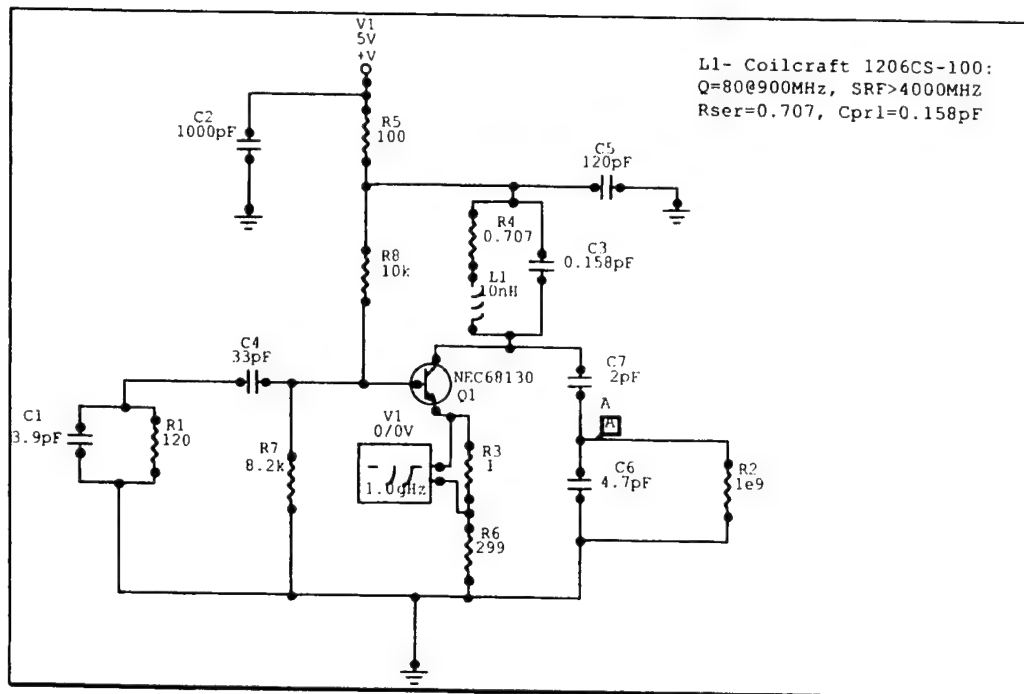 V1
5V
+V
L1- Coilcraft 1206CS-100:
Q=80@900MHz, SRF>4000MHZ
Rser=0.707, Cprl=0.158pF
C2
1000pF
R5
100
C5
120pF
R4
0.707
C3
0.158pF
R8
10k
L1
10nH
C4
33pF
NEC68130
Q1
C7
2pF
C1
3.9pF
R1
120
V1
0/0V
A
A
R7
8.2k
R3
1
1.0gHz
C6
4.7pF
R2
1e9
R6
299